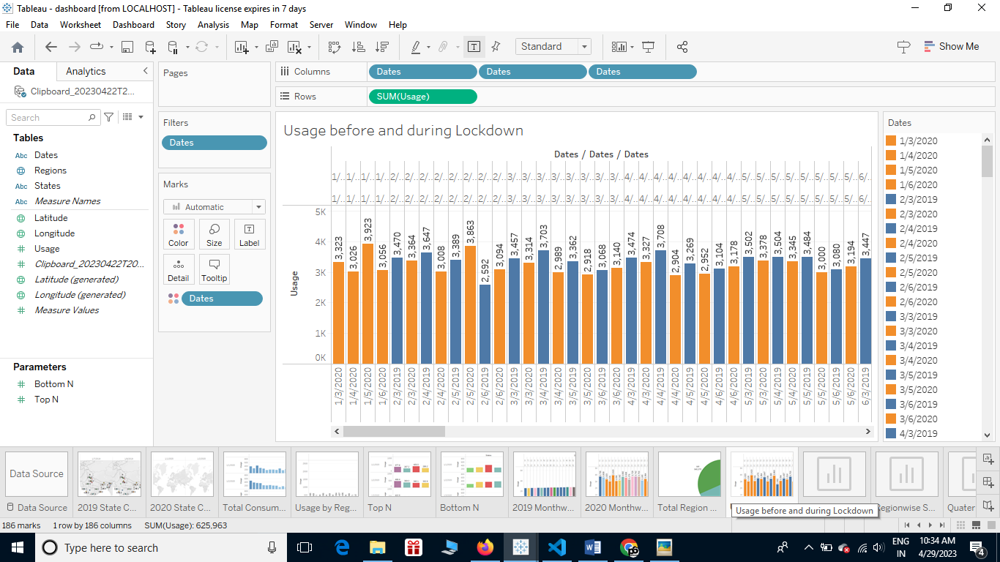 Tableau - dashboard [from LOCALHOST] - Tableau license expires in 7 days
File Data Worksheet Dashboard Story Analysis Map Format Server Window Help
Standard
Show Me
Data Analytics
Clipboard_20230422T2...
Search
Tables
Abc Dates
Regions
Abc States
Abc Measure Names
Latitude
Longitude
# Usage
# Clipboard_20230422T20...
Latitude (generated)
Longitude (generated)
# Measure Values
Parameters
# Bottom N
# Top N
Pages
Filters
Dates
Marks
Automatic
Color Size Label
Detail Tooltip
Dates
Columns Dates Dates Dates
Rows SUM(Usage)
Usage before and during Lockdown
Dates / Dates / Dates
1/.. 1/.. 1/.. 1/.. 2/.. 2/.. 2/.. 2/.. 2/.. 2/.. 2/.. 2/.. 3/.. 3/.. 3/.. 3/.. 3/.. 3/.. 3/.. 3/.. 4/.. 4/.. 4/.. 4/.. 4/.. 4/.. 4/.. 4/.. 5/.. 5/.. 5/.. 5/.. 5/.. 5/.. 5/.. 5/.. 6/..
1/.. 1/.. 1/.. 1/.. 2/.. 2/.. 2/.. 2/.. 2/.. 2/.. 2/.. 2/.. 3/.. 3/.. 3/.. 3/.. 3/.. 3/.. 3/.. 3/.. 4/.. 4/.. 4/.. 4/.. 4/.. 4/.. 4/.. 4/.. 5/.. 5/.. 5/.. 5/.. 5/.. 5/.. 5/.. 5/.. 6/..
5K
4K
3K
2K
1K
0K
Usage
3,323 3,026 3,923 3,056 3,470 3,364 3,647 3,008 3,389 3,863 2,592 3,094 3,457 3,314 3,703 2,989 3,362 2,918 3,068 3,140 3,474 3,327 3,708 2,904 3,269 2,952 3,104 3,178 3,502 3,378 3,504 3,345 3,484 3,000 3,080 3,194 3,447
1/3/2020 1/4/2020 1/5/2020 1/6/2020 2/3/2019 2/3/2020 2/4/2019 2/4/2020 2/5/2019 2/5/2020 2/6/2019 2/6/2020 3/3/2019 3/3/2020 3/4/2019 3/4/2020 3/5/2019 3/5/2020 3/6/2019 3/6/2020 4/3/2019 4/3/2020 4/4/2019 4/4/2020 4/5/2019 4/5/2020 4/6/2019 4/6/2020 5/3/2019 5/3/2020 5/4/2019 5/4/2020 5/5/2019 5/5/2020 5/6/2019 5/6/2020 6/3/2019
Dates
1/3/2020
1/4/2020
1/5/2020
1/6/2020
2/3/2019
2/3/2020
2/4/2019
2/4/2020
2/5/2019
2/5/2020
2/6/2019
2/6/2020
3/3/2019
3/3/2020
3/4/2019
3/4/2020
3/5/2019
3/5/2020
3/6/2019
3/6/2020
4/3/2019
Data Source
Data Source 2019 State C... 2020 State C... Total Consum... Usage by Reg... Top N Bottom N 2019 Monthw... 2020 Monthw... Total Region ... Regionwise S... Quater
Usage before and during Lockdown
186 marks 1 row by 186 columns SUM(Usage): 625,963
Type here to search
ENG
IN
10:34 AM
4/29/2023
4